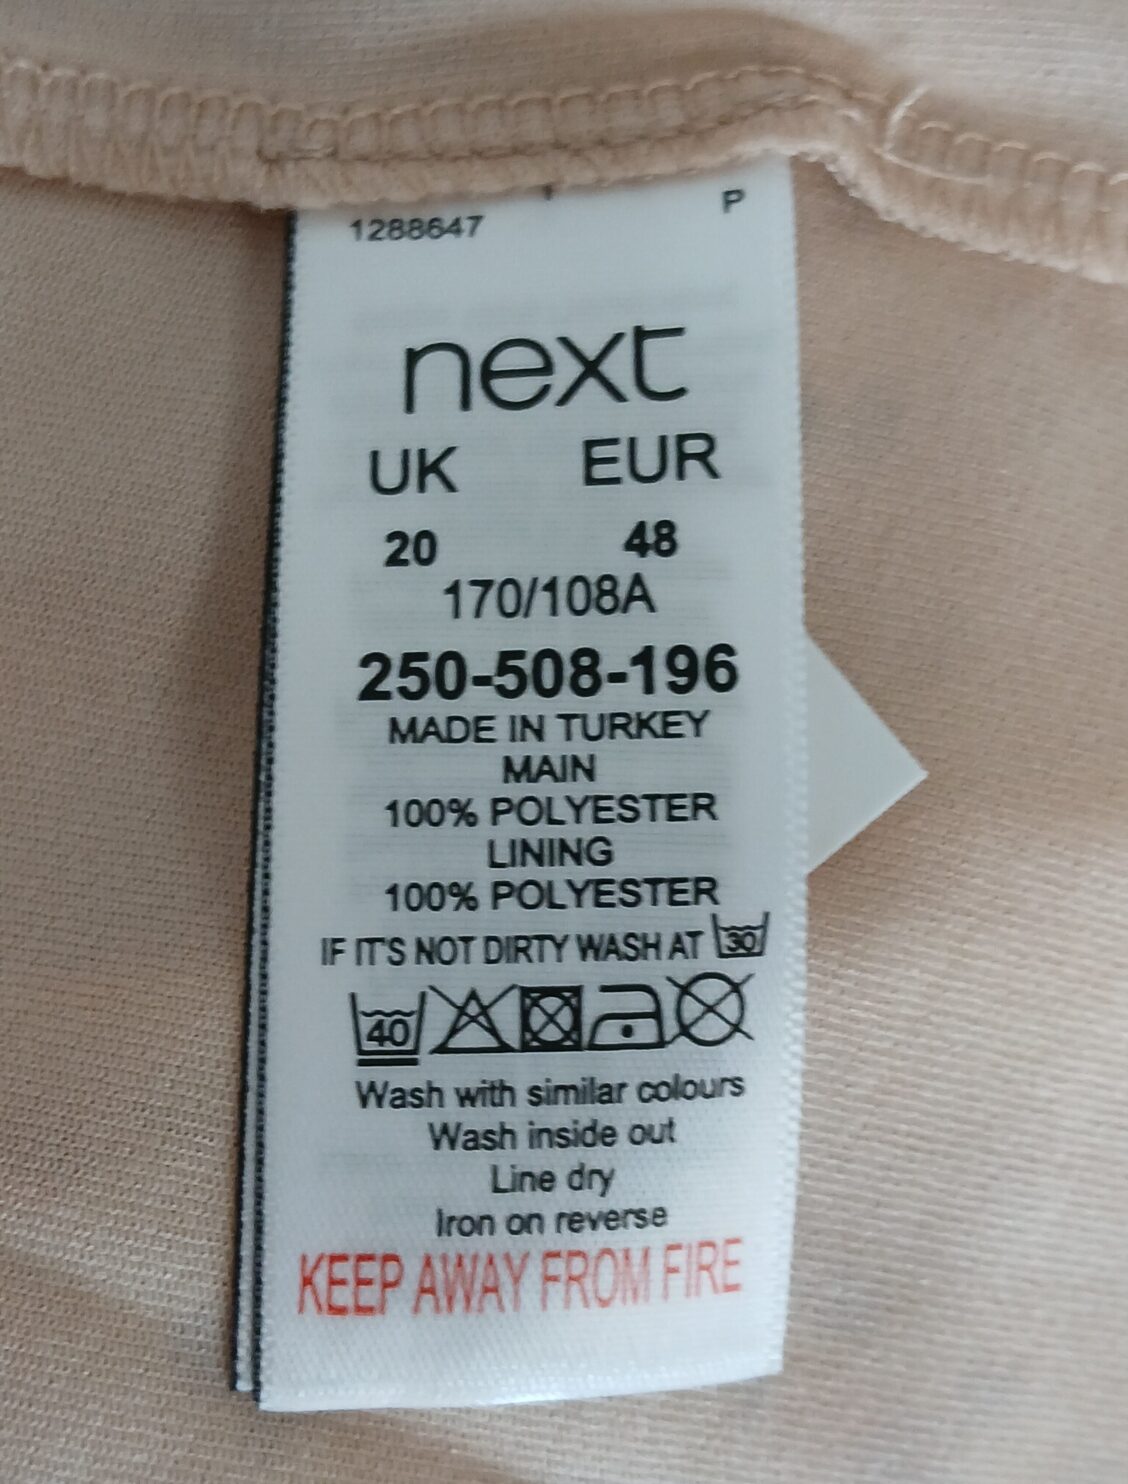 1288647 P
next
UK EUR
20 48
170/108A
250-508-196
MADE IN TURKEY
MAIN
100% POLYESTER
LINING
100% POLYESTER
IF IT'S NOT DIRTY WASH AT 30
40
Wash with similar colours
Wash inside out
Line dry
Iron on reverse
KEEP AWAY FROM FIRE